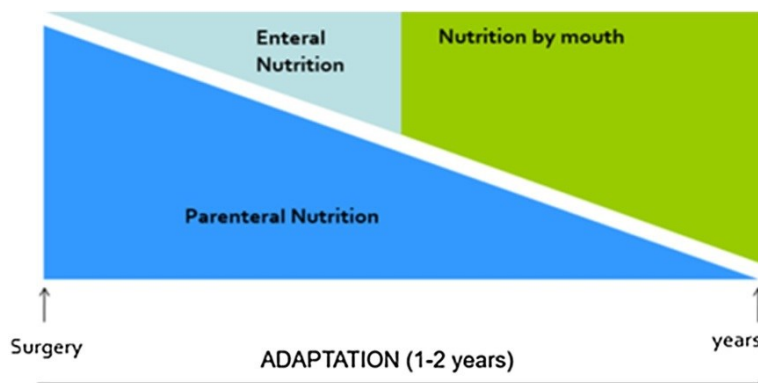 Enteral
Nutrition
Nutrition by mouth
Parenteral Nutrition
Surgery
years
ADAPTATION (1-2 years)